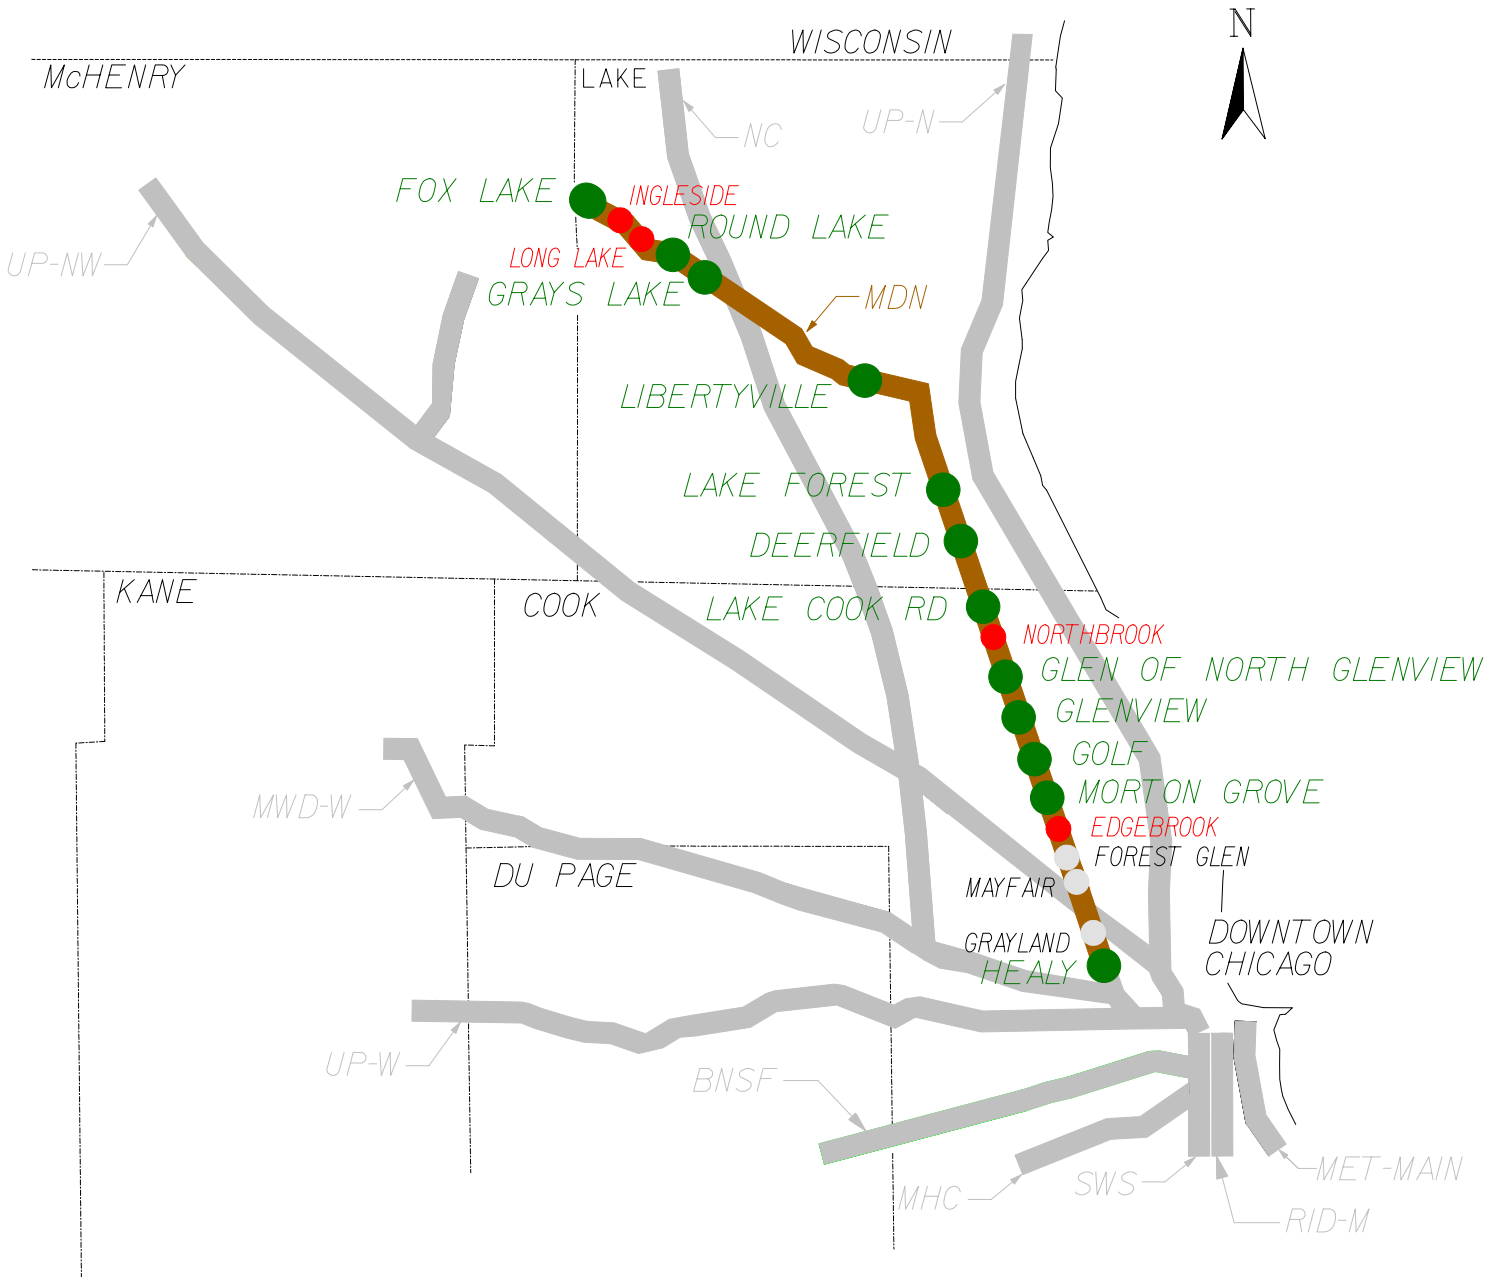 N
WISCONSIN
McHENRY
LAKE
NC
UP-N
FOX LAKE
INGLESIDE
ROUND LAKE
LONG LAKE
UP-NW
GRAYS LAKE
MDN
LIBERTYVILLE
LAKE FOREST
DEERFIELD
KANE
COOK
LAKE COOK RD
NORTHBROOK
GLEN OF NORTH GLENVIEW
GLENVIEW
GOLF
MORTON GROVE
MWD-W
EDGEBROOK
FOREST GLEN
DU PAGE
MAYFAIR
GRAYLAND
DOWNTOWN
CHICAGO
HEALY
UP-W
BNSF
MHC
SWS
MET-MAIN
RID-M